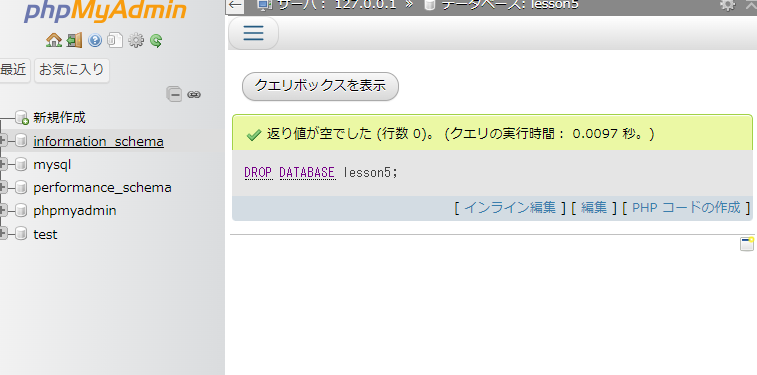 phpMyAdmin
最近 お気に入り
新規作成
information_schema
mysql
performance_schema
phpmyadmin
test
サーバ: 127.0.0.1 » データベース: lesson5
クエリボックスを表示
返り値が空でした (行数 0)。 (クエリの実行時間: 0.0097 秒。)
DROP DATABASE lesson5;
[ インライン編集 ] [ 編集 ] [ PHP コードの作成 ]